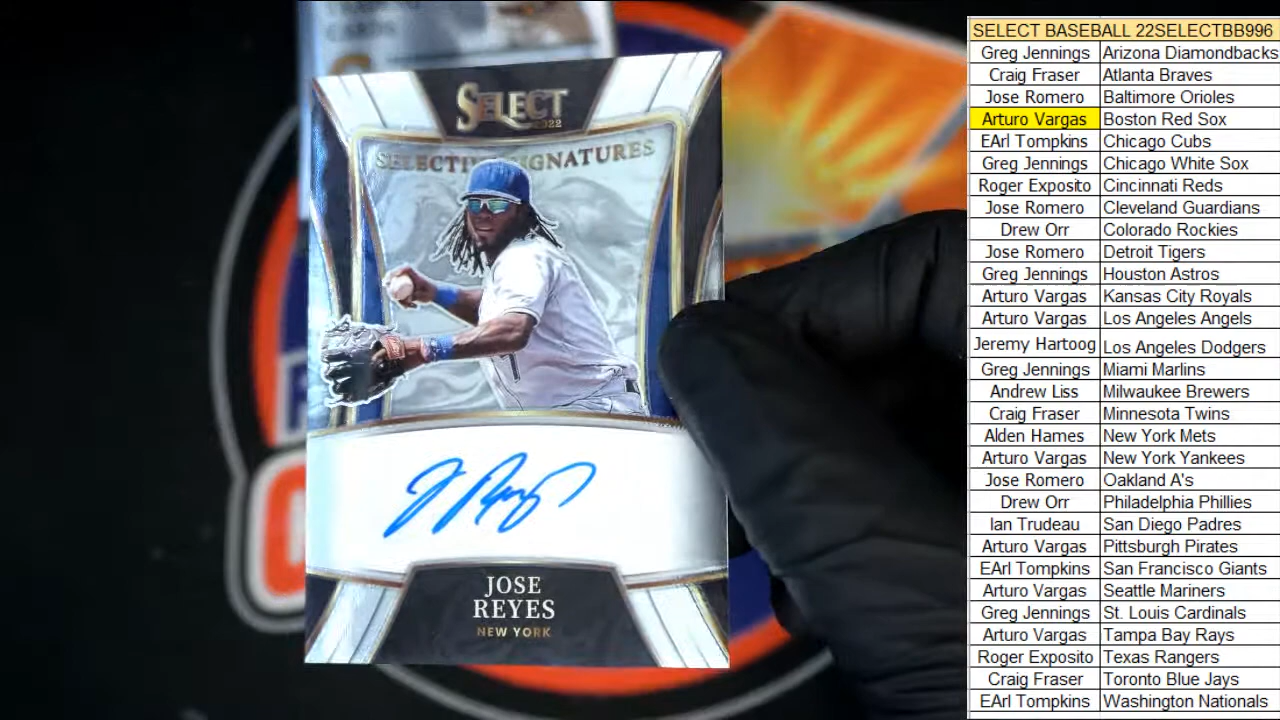 SELECT
2022
SELECTIVE SIGNATURES
J Reyes
JOSE
REYES
NEW YORK
SELECT BASEBALL 22SELECTBB996
Greg Jennings Arizona Diamondbacks
Craig Fraser Atlanta Braves
Jose Romero Baltimore Orioles
Arturo Vargas Boston Red Sox
EArl Tompkins Chicago Cubs
Greg Jennings Chicago White Sox
Roger Exposito Cincinnati Reds
Jose Romero Cleveland Guardians
Drew Orr Colorado Rockies
Jose Romero Detroit Tigers
Greg Jennings Houston Astros
Arturo Vargas Kansas City Royals
Arturo Vargas Los Angeles Angels
Jeremy Hartoog Los Angeles Dodgers
Greg Jennings Miami Marlins
Andrew Liss Milwaukee Brewers
Craig Fraser Minnesota Twins
Alden Hames New York Mets
Arturo Vargas New York Yankees
Jose Romero Oakland A's
Drew Orr Philadelphia Phillies
Ian Trudeau San Diego Padres
Arturo Vargas Pittsburgh Pirates
EArl Tompkins San Francisco Giants
Arturo Vargas Seattle Mariners
Greg Jennings St. Louis Cardinals
Arturo Vargas Tampa Bay Rays
Roger Exposito Texas Rangers
Craig Fraser Toronto Blue Jays
EArl Tompkins Washington Nationals